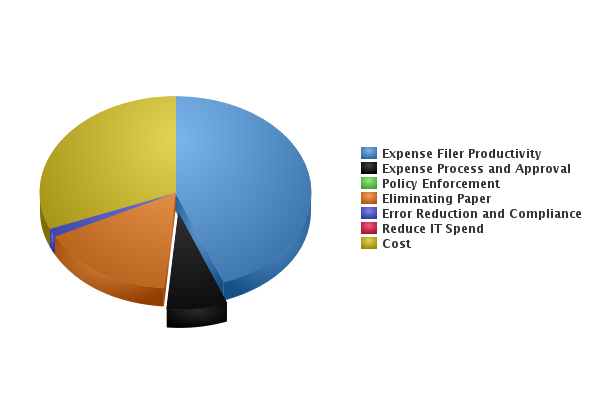 Expense Filer Productivity
Expense Process and Approval
Policy Enforcement
Eliminating Paper
Error Reduction and Compliance
Reduce IT Spend
Cost